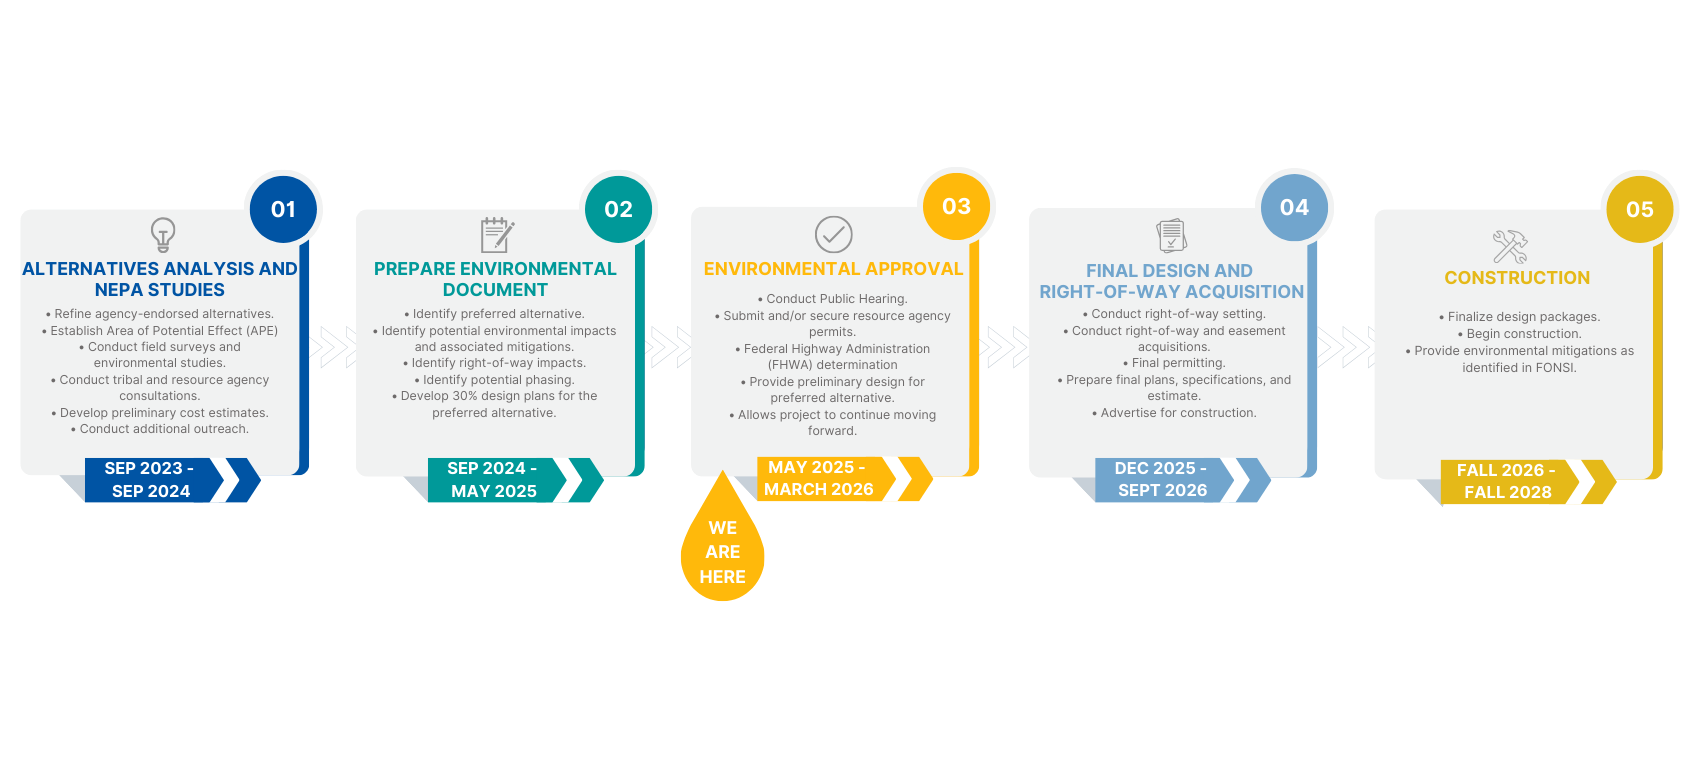 01
ALTERNATIVES ANALYSIS AND
NEPA STUDIES
• Refine agency-endorsed alternatives.
• Establish Area of Potential Effect (APE)
• Conduct field surveys and
environmental studies.
• Conduct tribal and resource agency
consultations.
• Develop preliminary cost estimates.
• Conduct additional outreach.
SEP 2023 -
SEP 2024
02
PREPARE ENVIRONMENTAL
DOCUMENT
• Identify preferred alternative.
• Identify potential environmental impacts
and associated mitigations.
• Identify right-of-way impacts.
• Identify potential phasing.
• Develop 30% design plans for the
preferred alternative.
SEP 2024 -
MAY 2025
03
ENVIRONMENTAL APPROVAL
• Conduct Public Hearing.
• Submit and/or secure resource agency
permits.
• Federal Highway Administration
(FHWA) determination
• Provide preliminary design for
preferred alternative.
• Allows project to continue moving
forward.
MAY 2025 -
MARCH 2026
WE
ARE
HERE
04
FINAL DESIGN AND
RIGHT-OF-WAY ACQUISITION
• Conduct right-of-way setting.
• Conduct right-of-way and easement
acquisitions.
• Final permitting.
• Prepare final plans, specifications, and
estimate.
• Advertise for construction.
DEC 2025 -
SEPT 2026
05
CONSTRUCTION
• Finalize design packages.
• Begin construction.
• Provide environmental mitigations as
identified in FONSI.
FALL 2026 -
FALL 2028